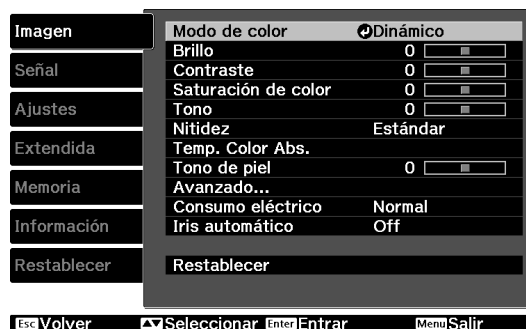 Imagen
Señal
Ajustes
Extendida
Memoria
Información
Restablecer
Modo de color Dinámico
Brillo 0
Contraste 0
Saturación de color 0
Tono 0
Nitidez Estándar
Temp. Color Abs.
Tono de piel 0
Avanzado...
Consumo eléctrico Normal
Iris automático Off
Restablecer
Esc Volver Seleccionar Enter Entrar Menu Salir